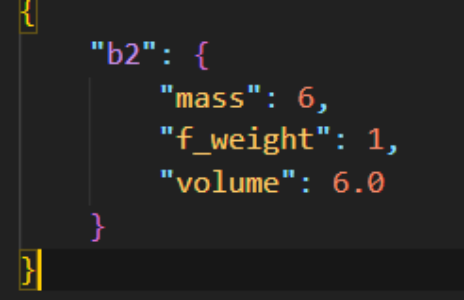 {
"b2": {
"mass": 6,
"f_weight": 1,
"volume": 6.0
}
}